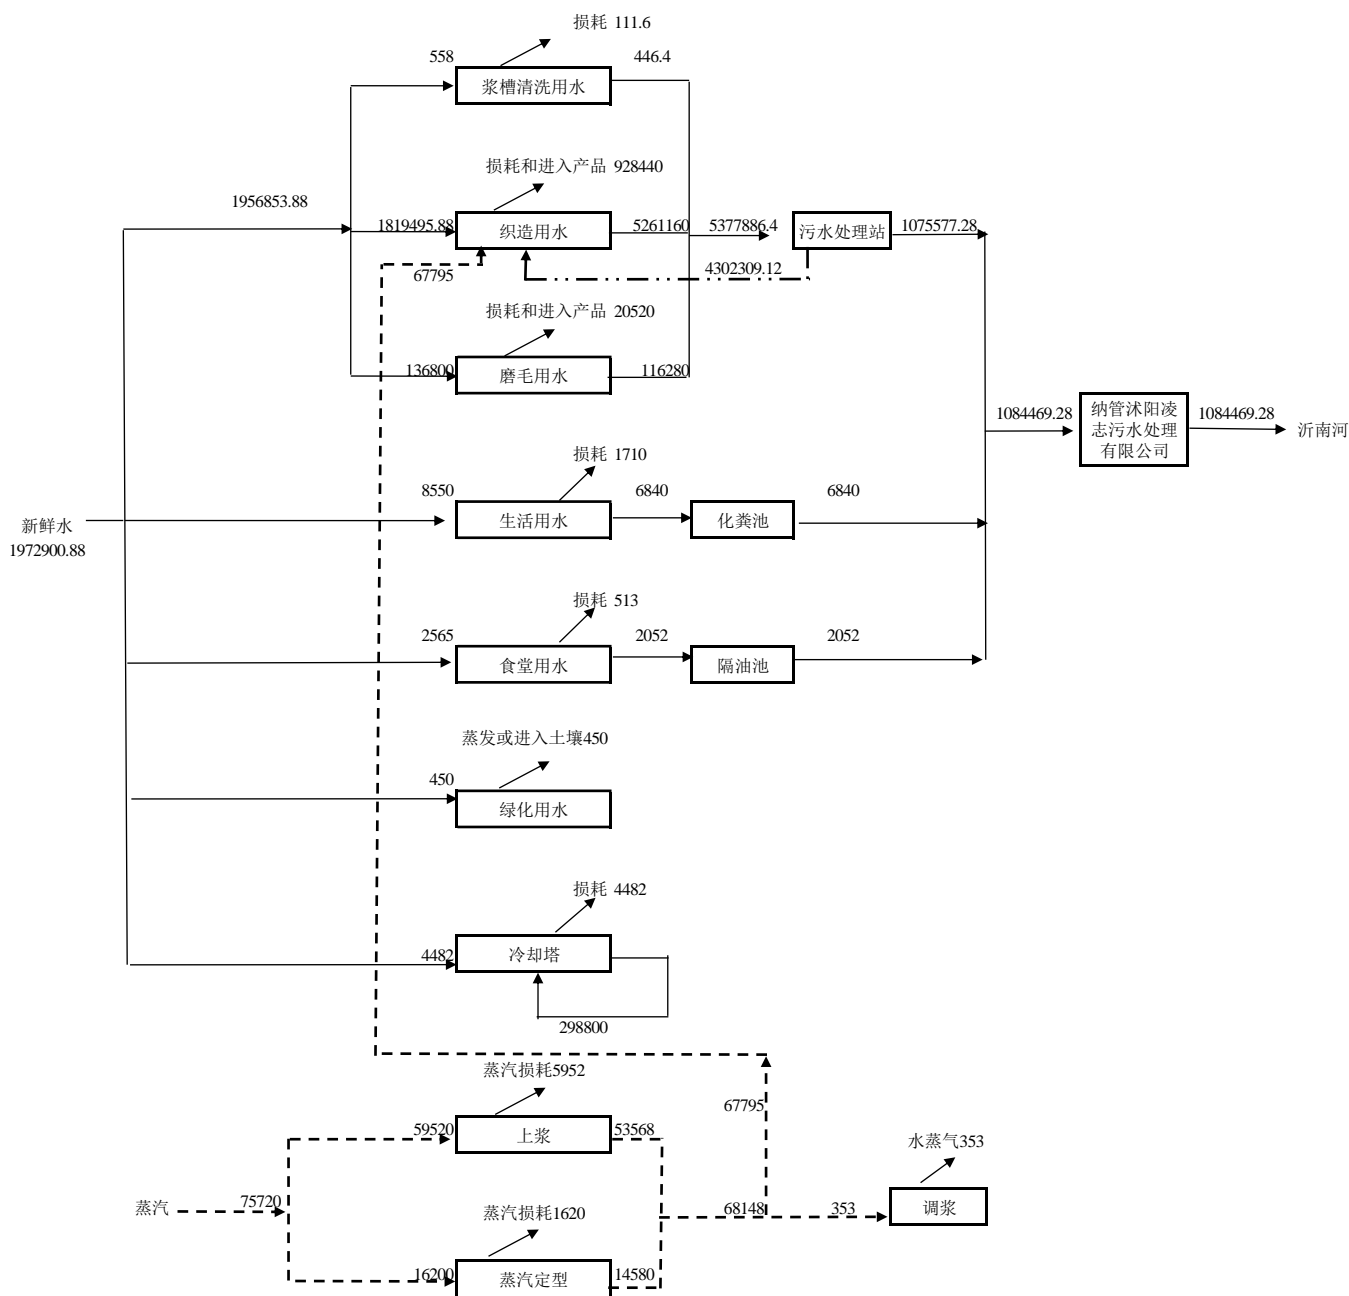 损耗 111.6
558
446.4
浆槽清洗用水
损耗和进入产品 928440
1956853.88
1819495.88
织造用水
5261160
5377886.4
污水处理站
1075577.28
67795
4302309.12
损耗和进入产品 20520
136800
磨毛用水
116280
1084469.28
纳管沭阳凌
志污水处理
有限公司
1084469.28
沂南河
损耗 1710
8550
生活用水
6840
化粪池
6840
新鲜水
1972900.88
损耗 513
2565
食堂用水
2052
隔油池
2052
蒸发或进入土壤450
450
绿化用水
损耗 4482
4482
冷却塔
298800
蒸汽损耗5952
59520
上浆
53568
67795
水蒸气353
蒸汽
75720
蒸汽损耗1620
68148
353
调浆
16200
蒸汽定型
14580